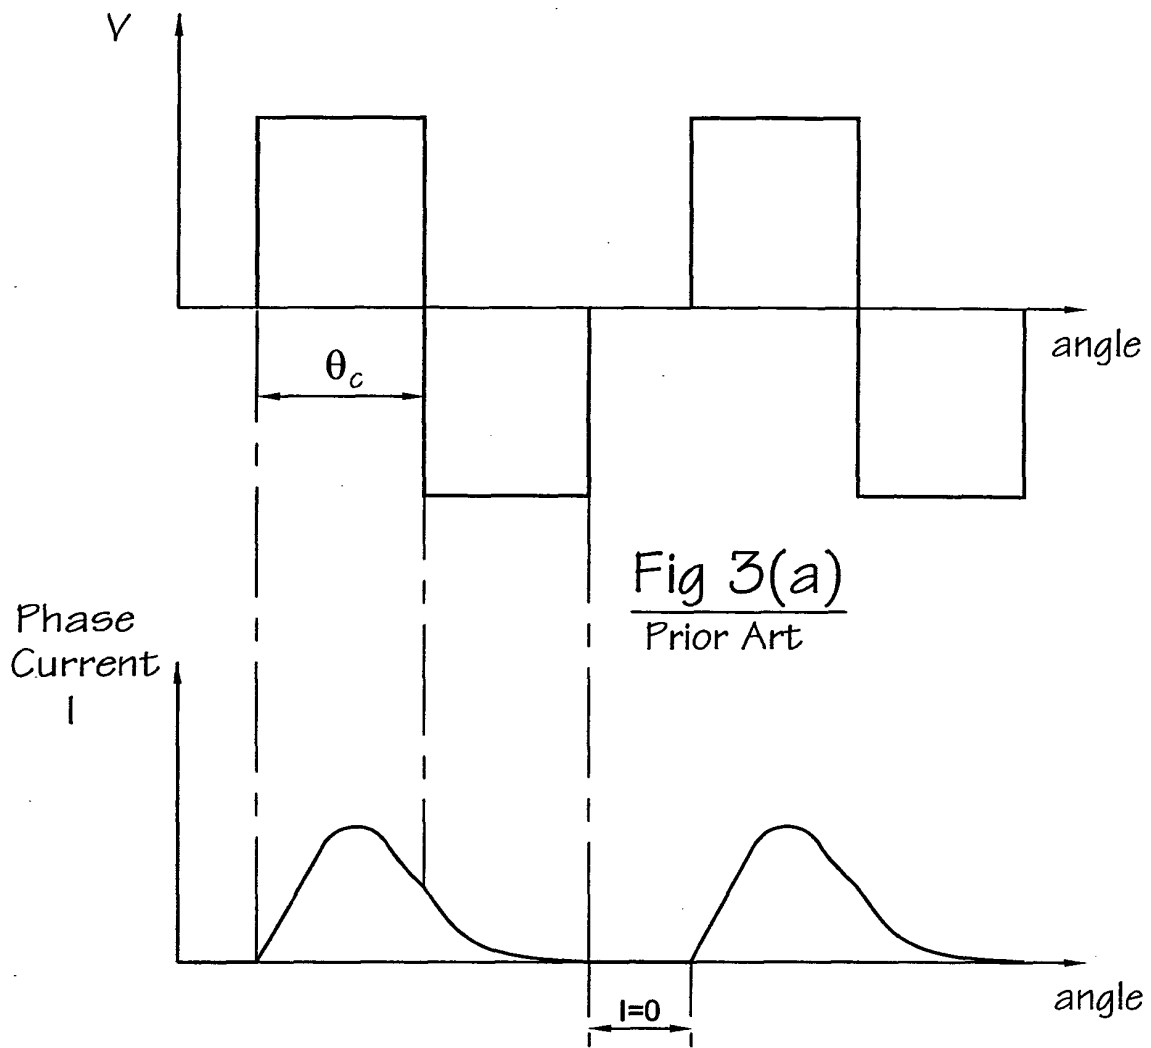 V
angle
θc
Fig 3(a)
Prior Art
Phase
Current
I
angle
I=0